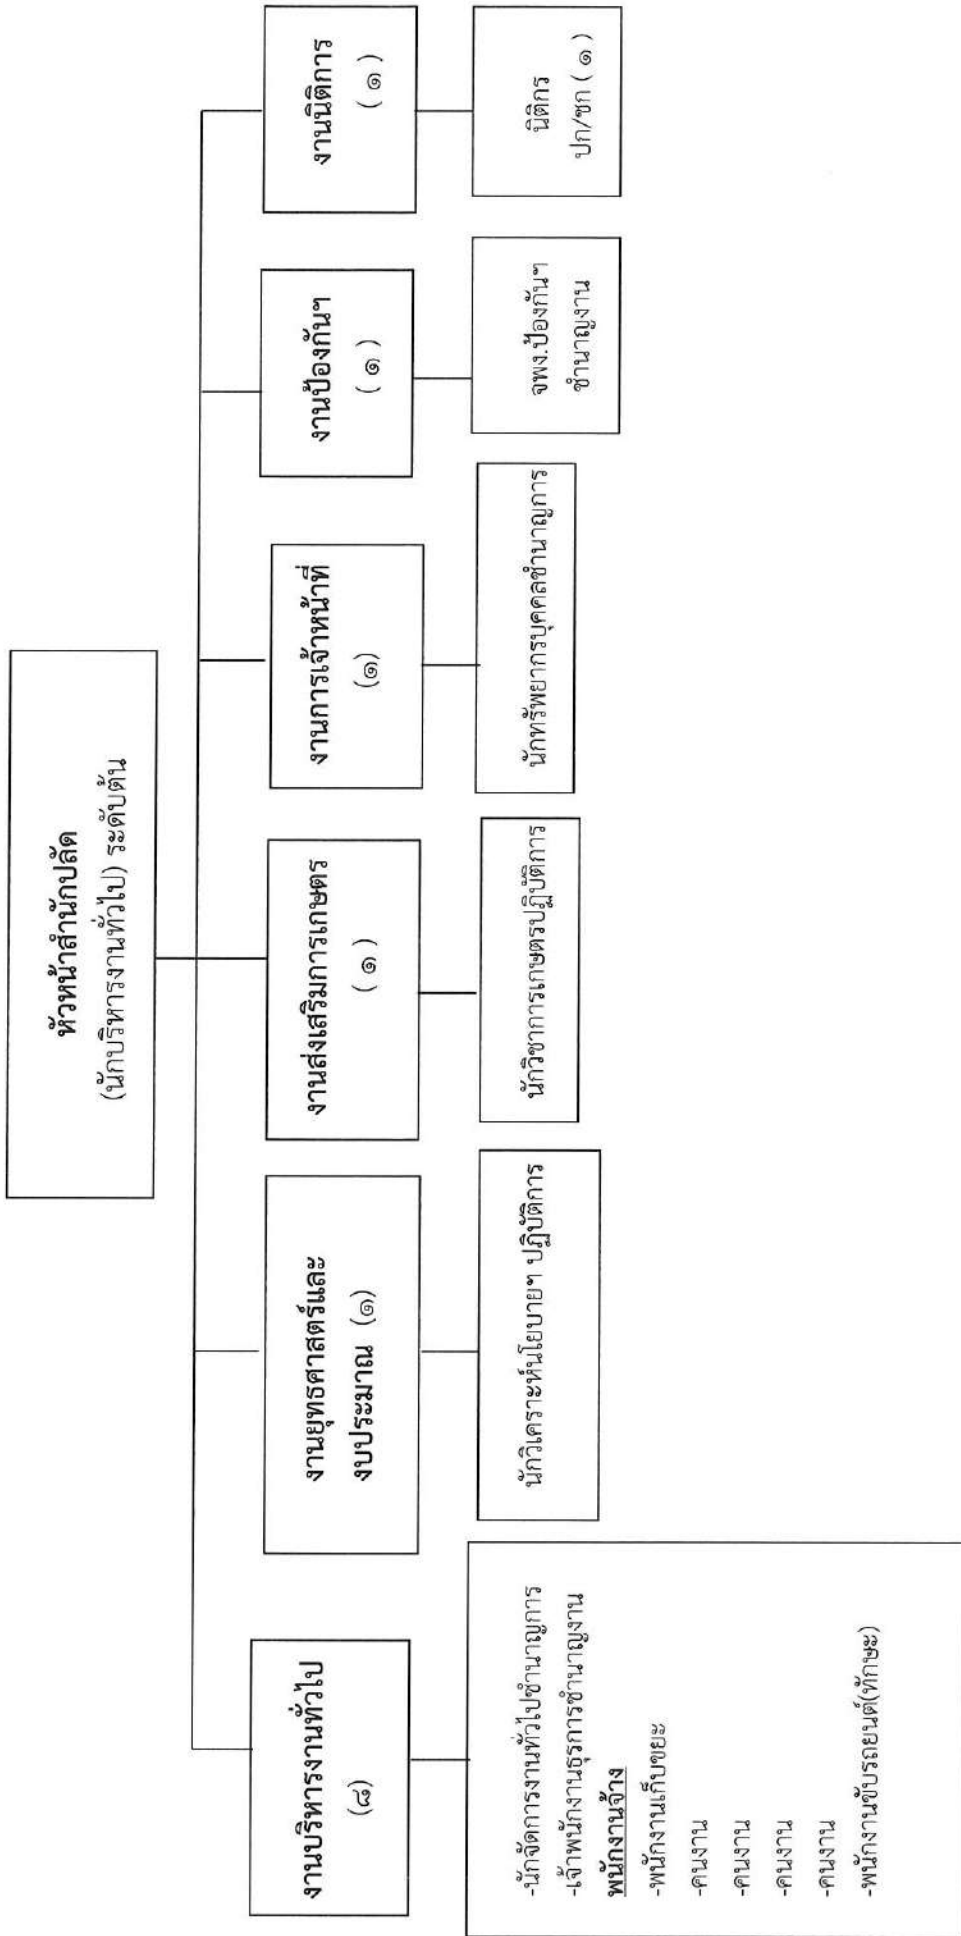 หัวหน้าสำนักปลัด
(นักบริหารงานทั่วไป) ระดับต้น
งานบริหารงานทั่วไป
(๘)
งานยุทธศาสตร์และ
งบประมาณ (๑)
งานส่งเสริมการเกษตร
( ๑ )
งานการเจ้าหน้าที่
(๑)
งานป้องกันฯ
( ๑ )
งานนิติการ
( ๑ )
-นักจัดการงานทั่วไปชำนาญการ
-เจ้าพนักงานธุรการชำนาญงาน
พนักงานจ้าง
-พนักงานเก็บขยะ
-คนงาน
-คนงาน
-คนงาน
-คนงาน
-พนักงานขับรถยนต์(ทักษะ)
นักวิเคราะห์นโยบายฯ ปฏิบัติการ
นักวิชาการเกษตรปฏิบัติการ
นักทรัพยากรบุคคลชำนาญการ
จพง.ป้องกันฯ
ชำนาญงาน
นิติกร
ปก/ชก ( ๑ )